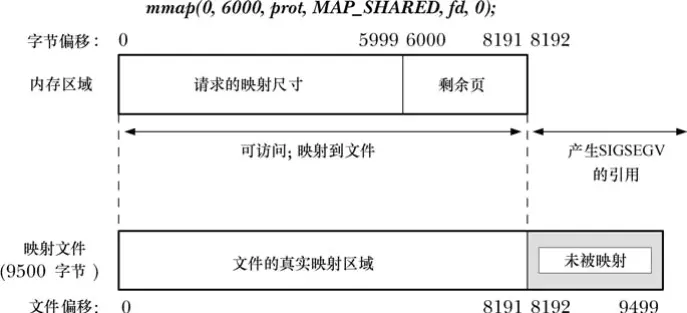 mmap(0, 6000, prot, MAP_SHARED, fd, 0);
字节偏移: 0 5999 6000 8191 8192
内存区域 请求的映射尺寸 剩余页
可访问; 映射到文件 产生SIGSEGV
的引用
映射文件
(9500 字节) 文件的真实映射区域 未被映射
文件偏移: 0 8191 8192 9499